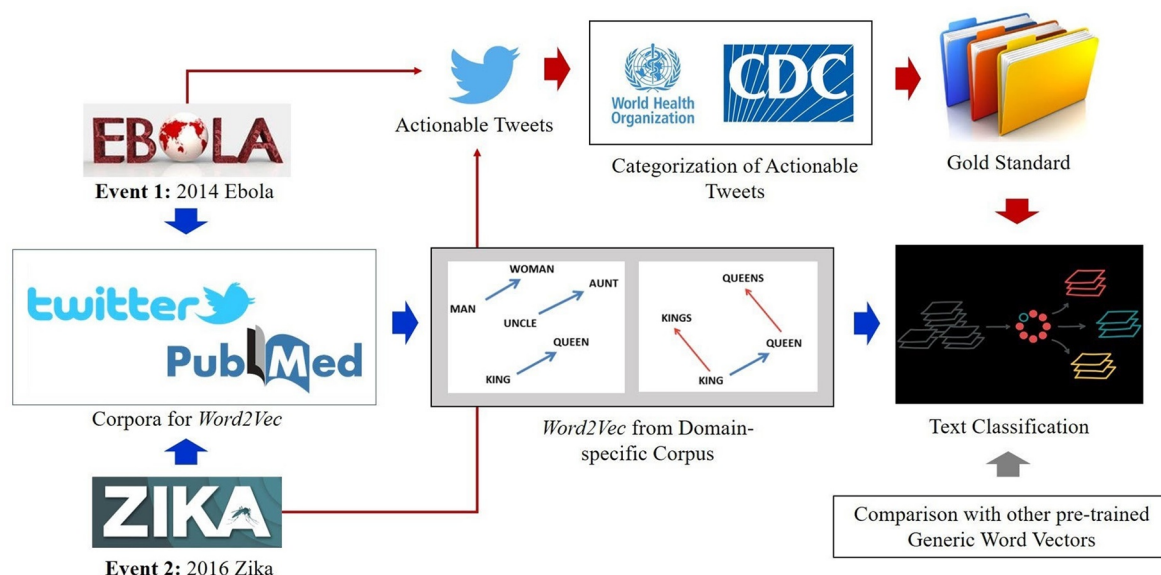 EBOLA
Event 1: 2014 Ebola
Actionable Tweets
World Health
Organization
CDC
Categorization of Actionable
Tweets
Gold Standard
twitter
PubMed
Corpora for Word2Vec
WOMAN
AUNT
MAN
UNCLE
QUEEN
KING
QUEENS
KINGS
QUEEN
KING
Word2Vec from Domain-
specific Corpus
Text Classification
ZIKA
Event 2: 2016 Zika
Comparison with other pre-trained
Generic Word Vectors